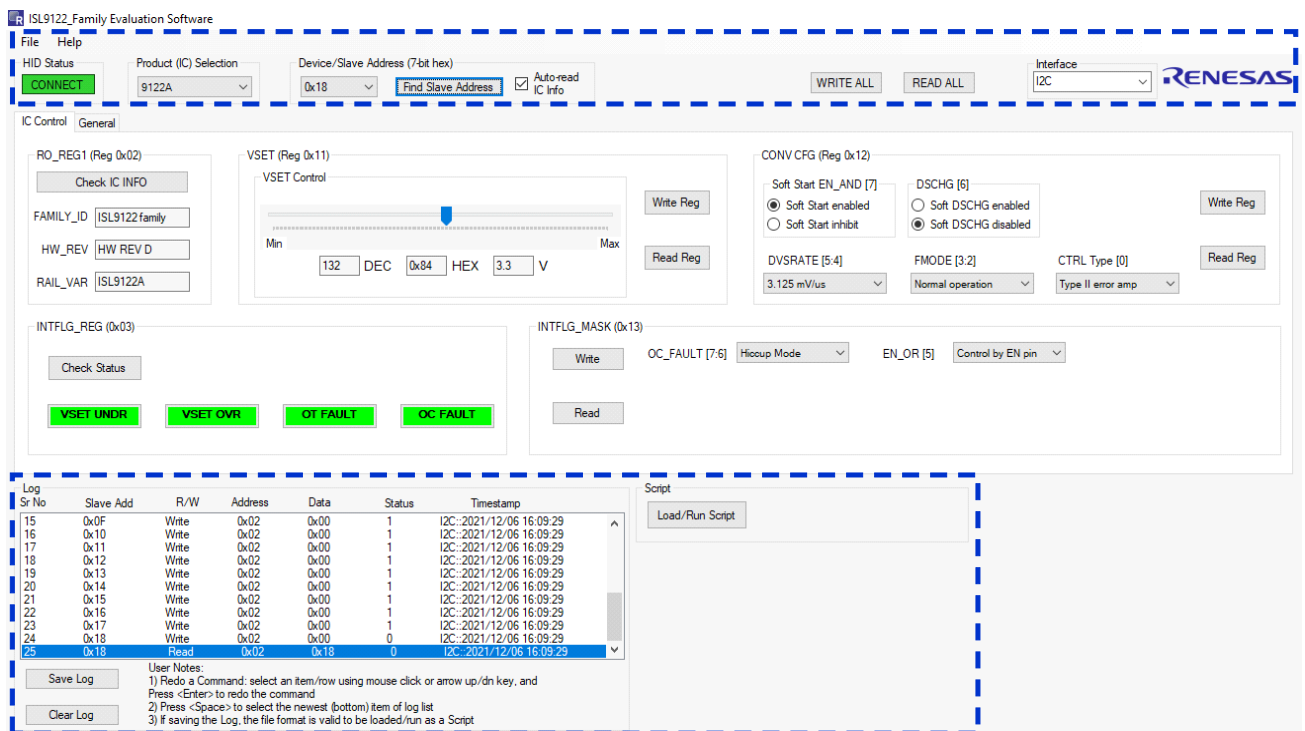 ISL9122_Family Evaluation Software
File Help
HID Status Product (IC) Selection Device/Slave Address (7-bit hex) Interface
CONNECT 9122A 0x18 Find Slave Address Auto-read IC Info WRITE ALL READ ALL I2C RENESAS
IC Control General
RO_REG1 (Reg 0x02) VSET (Reg 0x11) CONV CFG (Reg 0x12)
Check IC INFO VSET Control Soft Start EN_AND [7] DSCHG [6]
FAMILY_ID ISL9122 family Write Reg Soft Start enabled Soft DSCHG enabled Write Reg
Soft Start inhibit Soft DSCHG disabled
HW_REV HW REV D Min Max
132 DEC 0x84 HEX 3.3 V Read Reg DVSRATE [5:4] FMODE [3:2] CTRL Type [0] Read Reg
RAIL_VAR ISL9122A 3.125 mV/us Normal operation Type II error amp
INTFLG_REG (0x03) INTFLG_MASK (0x13)
Check Status Write OC_FAULT [7:6] Hiccup Mode EN_OR [5] Control by EN pin
VSET UNDR VSET OVR OT FAULT OC FAULT Read
Log Script
Sr No Slave Add R/W Address Data Status Timestamp
Load/Run Script
15 0x0F Write 0x02 0x00 1 I2C::2021/12/06 16:09:29
16 0x10 Write 0x02 0x00 1 I2C::2021/12/06 16:09:29
17 0x11 Write 0x02 0x00 1 I2C::2021/12/06 16:09:29
18 0x12 Write 0x02 0x00 1 I2C::2021/12/06 16:09:29
19 0x13 Write 0x02 0x00 1 I2C::2021/12/06 16:09:29
20 0x14 Write 0x02 0x00 1 I2C::2021/12/06 16:09:29
21 0x15 Write 0x02 0x00 1 I2C::2021/12/06 16:09:29
22 0x16 Write 0x02 0x00 1 I2C::2021/12/06 16:09:29
23 0x17 Write 0x02 0x00 1 I2C::2021/12/06 16:09:29
24 0x18 Write 0x02 0x00 0 I2C::2021/12/06 16:09:29
25 0x18 Read 0x02 0x18 0 I2C::2021/12/06 16:09:29
Save Log
Clear Log
User Notes:
1) Redo a Command: select an item/row using mouse click or arrow up/dn key, and
Press <Enter> to redo the command
2) Press <Space> to select the newest (bottom) item of log list
3) If saving the Log, the file format is valid to be loaded/run as a Script